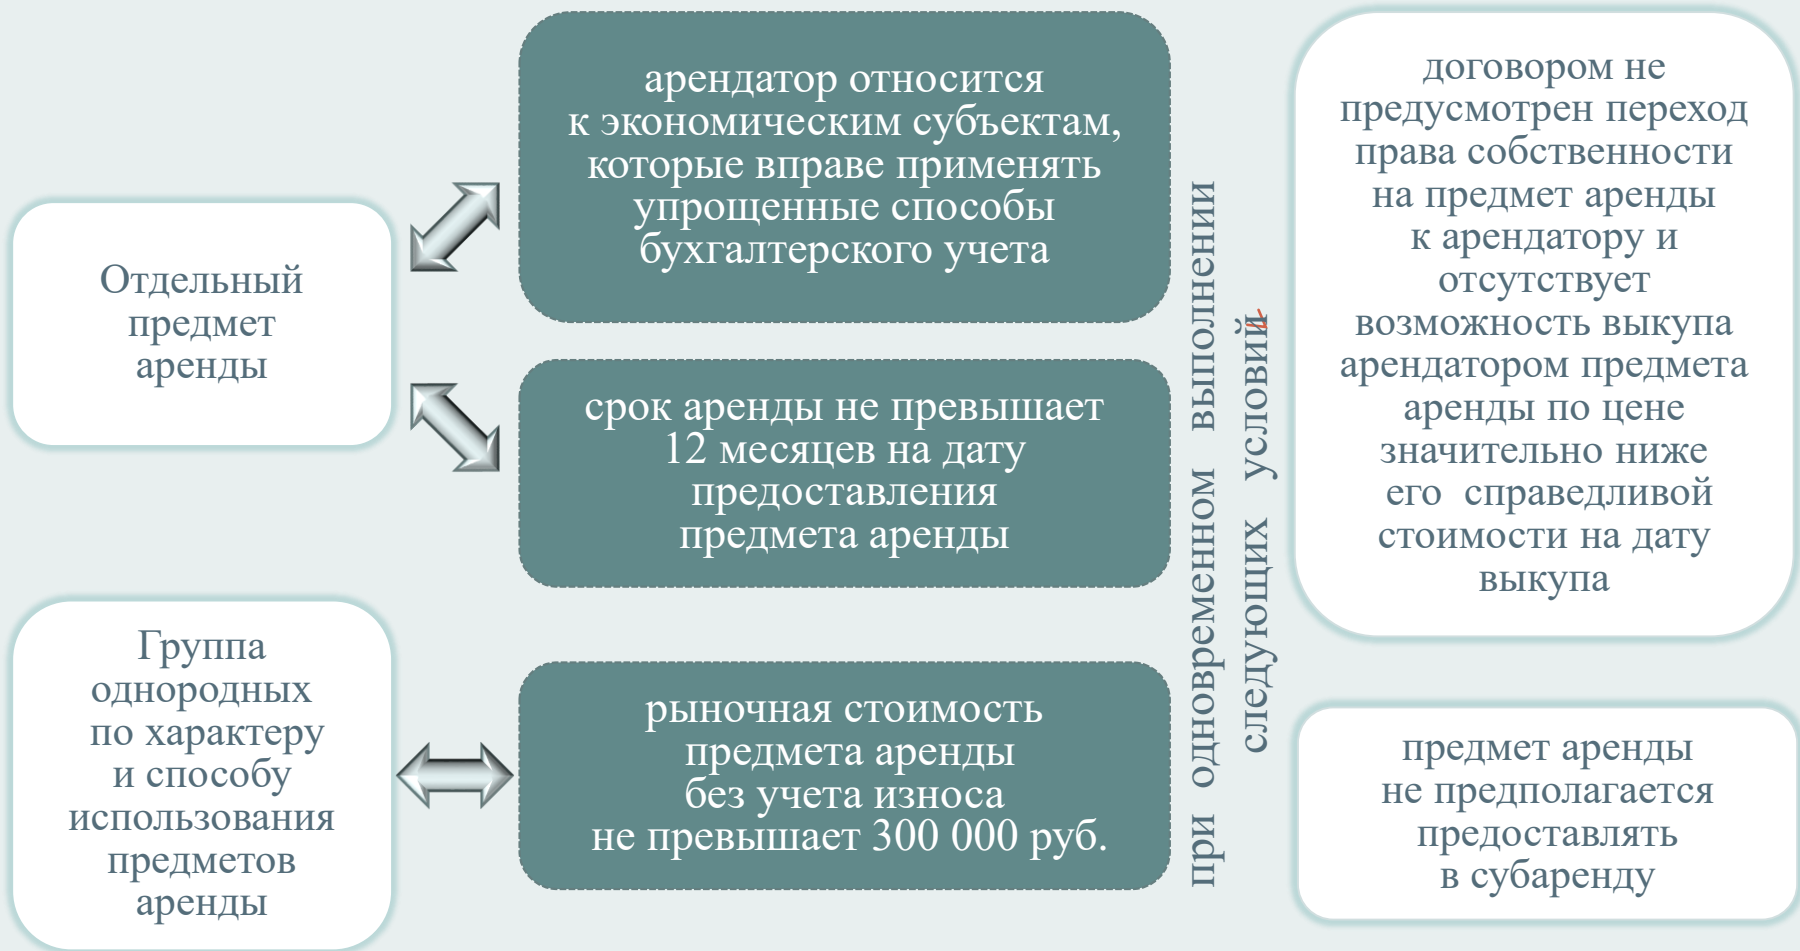 Отдельный
предмет
аренды
Группа
однородных
по характеру
и способу
использования
предметов
аренды
арендатор относится
к экономическим субъектам,
которые вправе применять
упрощенные способы
бухгалтерского учета
срок аренды не превышает
12 месяцев на дату
предоставления
предмета аренды
рыночная стоимость
предмета аренды
без учета износа
не превышает 300 000 руб.
при одновременном выполнении
следующих условий
договором не
предусмотрен переход
права собственности
на предмет аренды
к арендатору и
отсутствует
возможность выкупа
арендатором предмета
аренды по цене
значительно ниже
его справедливой
стоимости на дату
выкупа
предмет аренды
не предполагается
предоставлять
в субаренду